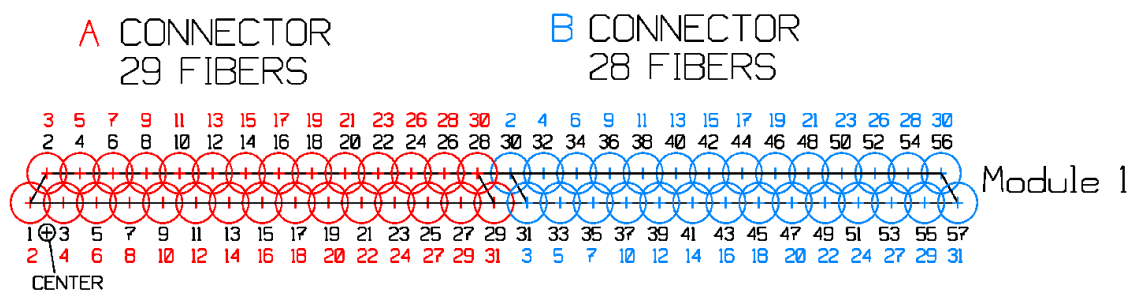 A CONNECTOR
29 FIBERS
B CONNECTOR
28 FIBERS
3 5 7 9 11 13 15 17 19 21 23 26 28 30 2 4 6 9 11 13 15 17 19 21 23 26 28 30
2 4 6 8 10 12 14 16 18 20 22 24 26 28 30 32 34 36 38 40 42 44 46 48 50 52 54 56
Module 1
1 3 5 7 9 11 13 15 17 19 21 23 25 27 29 31 33 35 37 39 41 43 45 47 49 51 53 55 57
2 4 6 8 10 12 14 16 18 20 22 24 27 29 31 3 5 7 10 12 14 16 18 20 22 24 27 29 31
CENTER